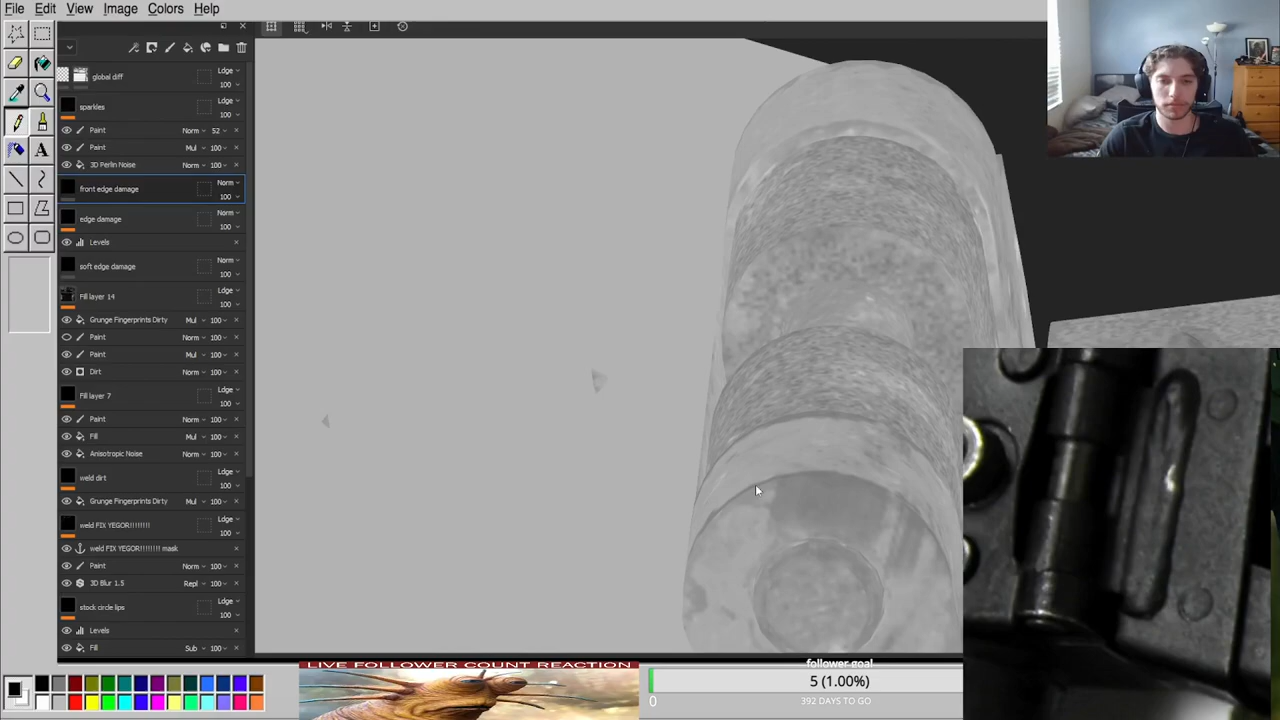 File Edit View Image Colors Help
global diff Ldge 100
sparkles Ldge 100
Paint Norm 52
Paint Mul 100
3D Perlin Noise Norm 100
front edge damage Norm 100
edge damage Norm 100
Levels
soft edge damage Norm 100
Fill layer 14 Ldge 100
Grunge Fingerprints Dirty Mul 100
Paint Norm 100
Paint Mul 100
Dirt Norm 100
Fill layer 7 Ldge 100
Paint Norm 100
Fill Mul 100
Anisotropic Noise Norm 100
weld dirt Ldge 100
Grunge Fingerprints Dirty Mul 100
weld FIX YEGOR!!!!!!!! Ldge 100
weld FIX YEGOR!!!!!!!! mask
Paint Norm 100
3D Blur 1.5 Repl 100
stock circle lips Ldge 100
Levels
Fill Sub 100
LIVE FOLLOWER COUNT REACTION
follower goal
5 (1.00%)
0
392 DAYS TO GO